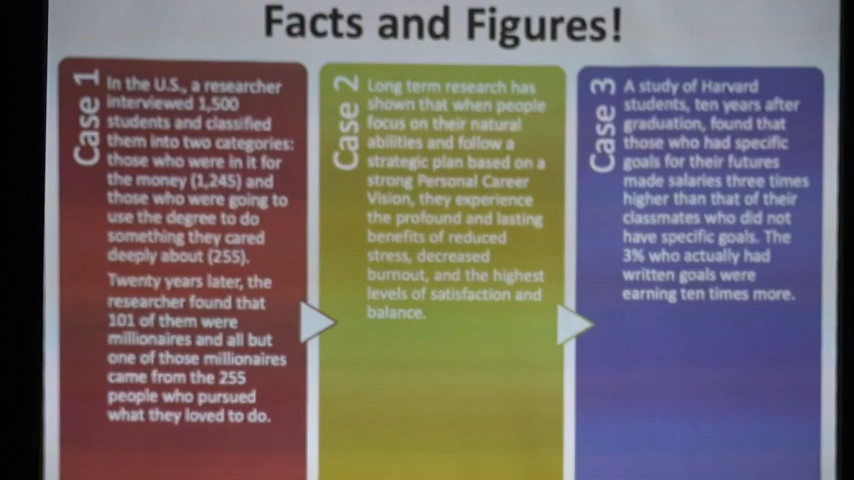 Facts and Figures!
Case 1
In the U.S., a researcher
interviewed 1,500
students and classified
them into two categories:
those who were in it for
the money (1,245) and
those who were going to
use the degree to do
something they cared
deeply about (255).
Twenty years later, the
researcher found that
101 of them were
millionaires and all but
one of those millionaires
came from the 255
people who pursued
what they loved to do.
Case 2
Long term research has
shown that when people
focus on their natural
abilities and follow a
strategic plan based on a
strong Personal Career
Vision, they experience
the profound and lasting
benefits of reduced
stress, decreased
burnout, and the highest
levels of satisfaction and
balance.
Case 3
A study of Harvard
students, ten years after
graduation, found that
those who had specific
goals for their futures
made salaries three times
higher than that of their
classmates who did not
have specific goals. The
3% who actually had
written goals were
earning ten times more.